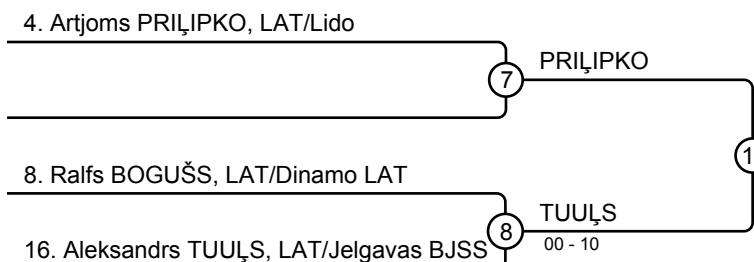 4. Artjoms PRIĻIPKO, LAT/Lido
7
PRIĻIPKO
8. Ralfs BOGUŠS, LAT/Dinamo LAT
8
TUUĻS
00 - 10
16. Aleksandrs TUUĻS, LAT/Jelgavas BJSS